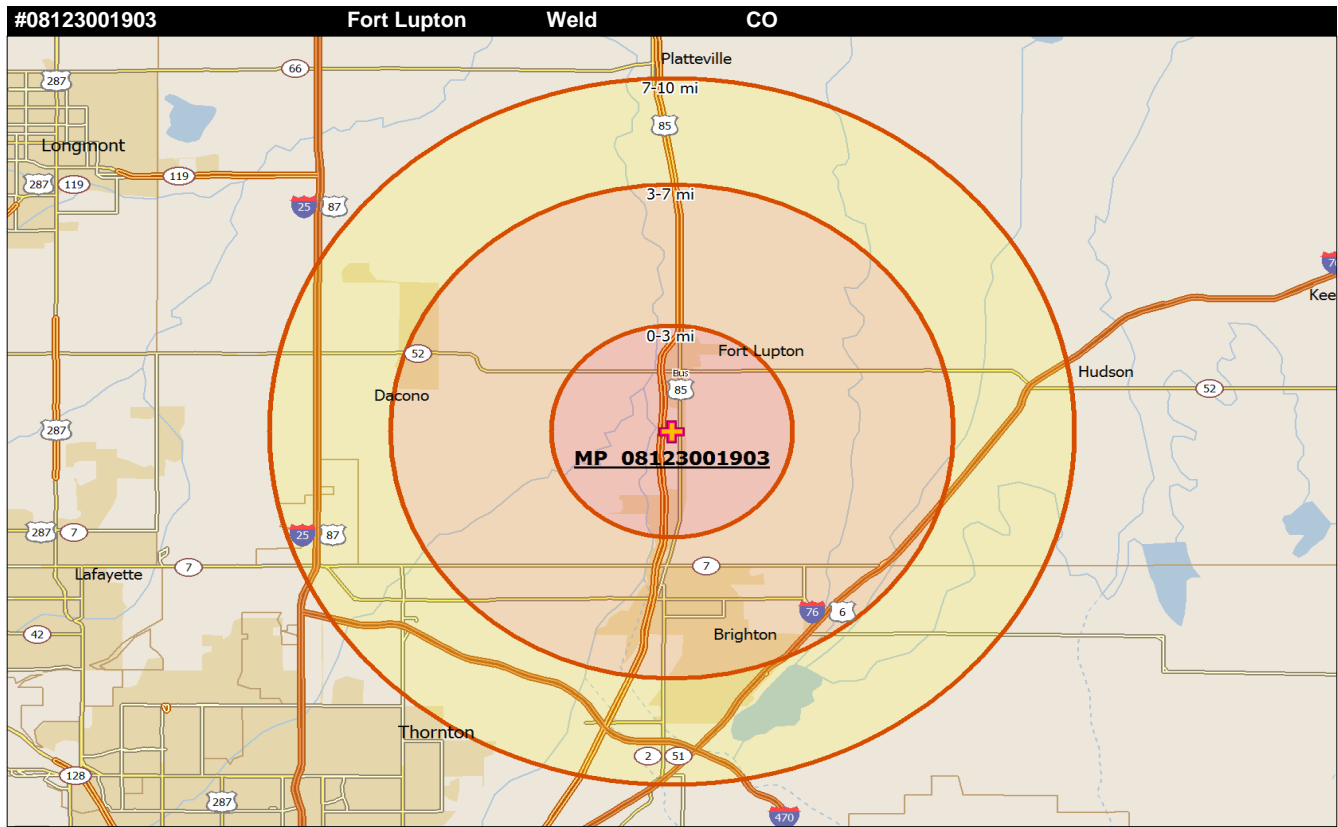 #08123001903 Fort Lupton Weld CO
Platteville
66
287
7-10 mi
85
Longmont
119
287 119
3-7 mi
25 87
76
Kee
0-3 mi
52
Fort Lupton
Bus
85
Hudson
52
Dacono
287
MP 08123001903
287 7
25 87
7
7
Lafayette
76 6
42
Brighton
Thornton
2 51
128
287
470